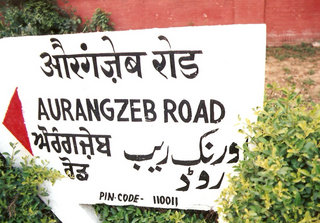 औरंगज़ेब रोड
AURANGZEB ROAD
ਔਰੰਗਜ਼ੇਬ
ਰੋਡ
اورنگ زیب
روڈ
PIN-CODE- 110011